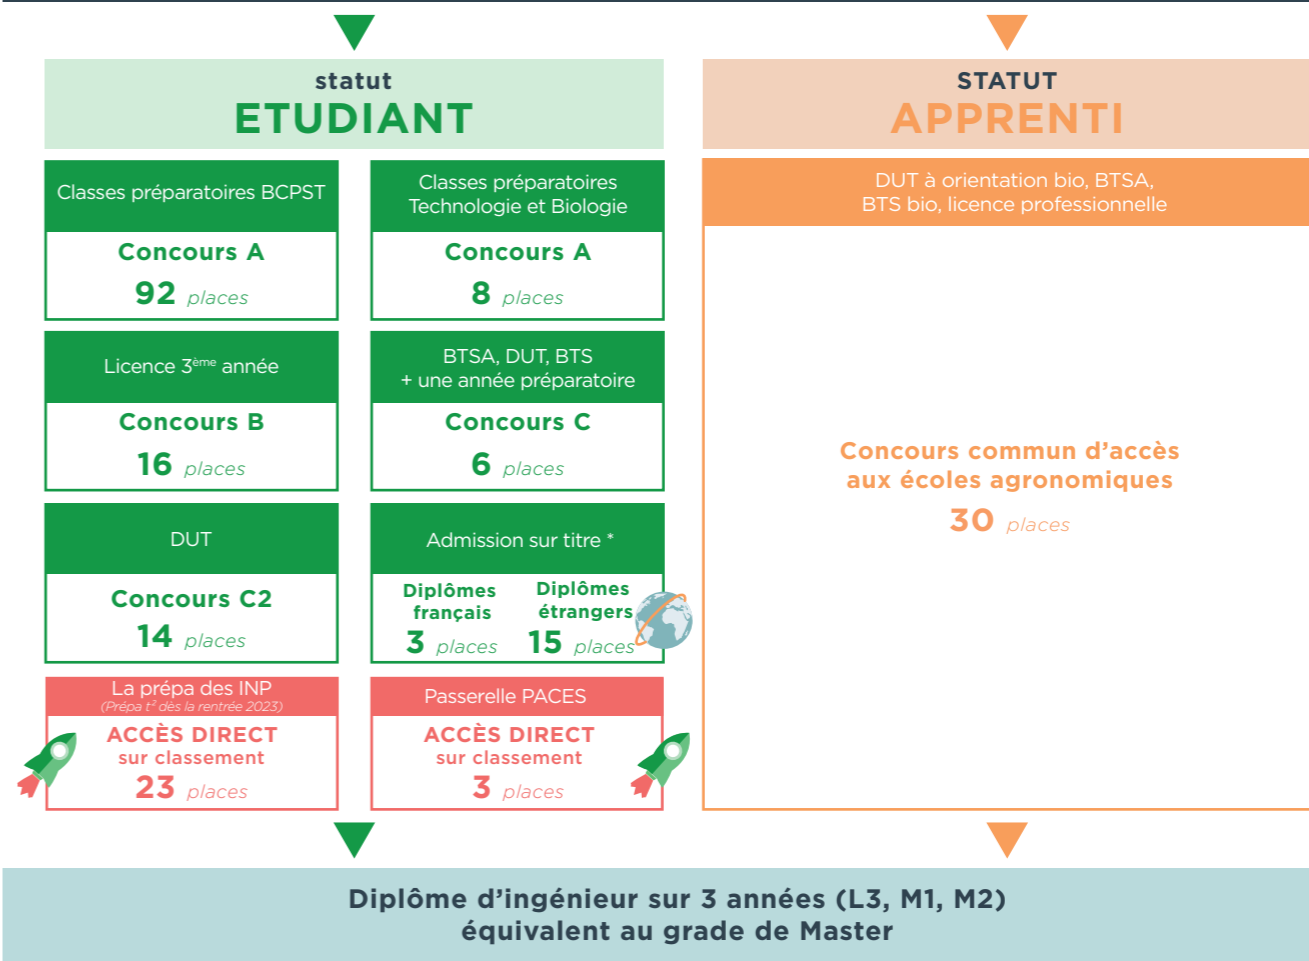 statut
ETUDIANT
Classes préparatoires BCPST
Concours A
92 places
Classes préparatoires
Technologie et Biologie
Concours A
8 places
Licence 3ème année
Concours B
16 places
BTSA, DUT, BTS
+ une année préparatoire
Concours C
6 places
DUT
Concours C2
14 places
Admission sur titre *
Diplômes
français
3 places
Diplômes
étrangers
15 places
La prépa des INP
(Prépa t² dès la rentrée 2023)
ACCÈS DIRECT
sur classement
23 places
Passerelle PACES
ACCÈS DIRECT
sur classement
3 places
STATUT
APPRENTI
DUT à orientation bio, BTSA,
BTS bio, licence professionnelle
Concours commun d'accès
aux écoles agronomiques
30 places
Diplôme d'ingénieur sur 3 années (L3, M1, M2)
équivalent au grade de Master